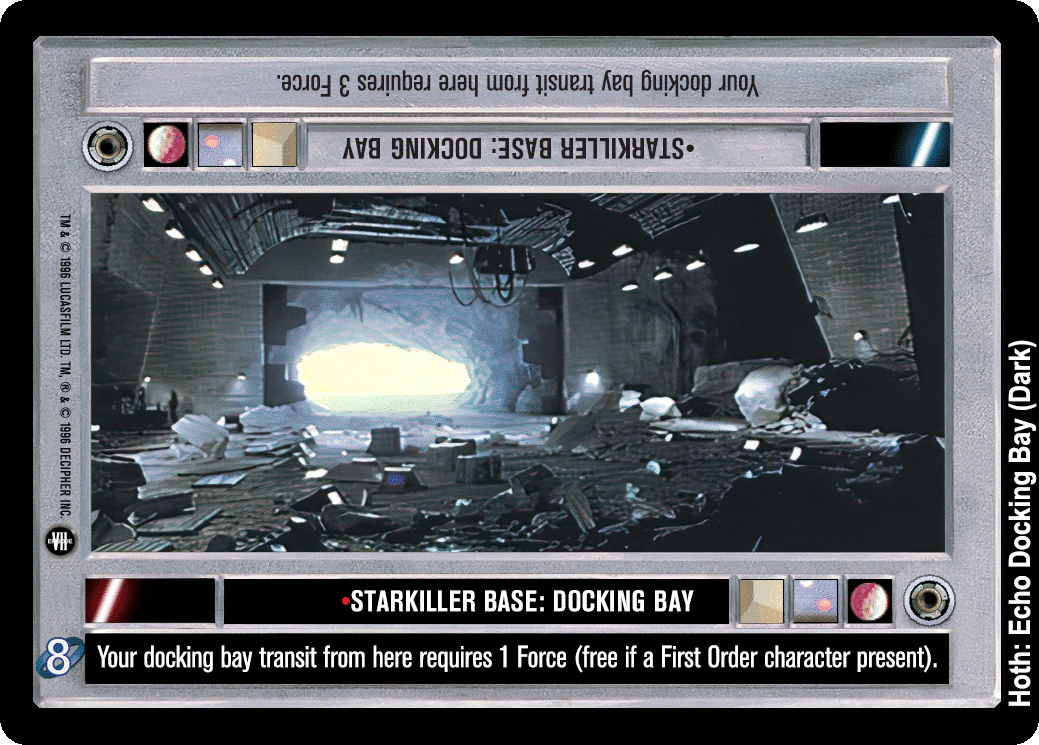 Your docking bay transit from here requires 3 Force.
•STARKILLER BASE: DOCKING BAY
TM & © 1996 LUCASFILM LTD. TM, ® & © 1996 DECIPHER INC.
EPISODE VII
•STARKILLER BASE: DOCKING BAY
8
Your docking bay transit from here requires 1 Force (free if a First Order character present).
Hoth: Echo Docking Bay (Dark)